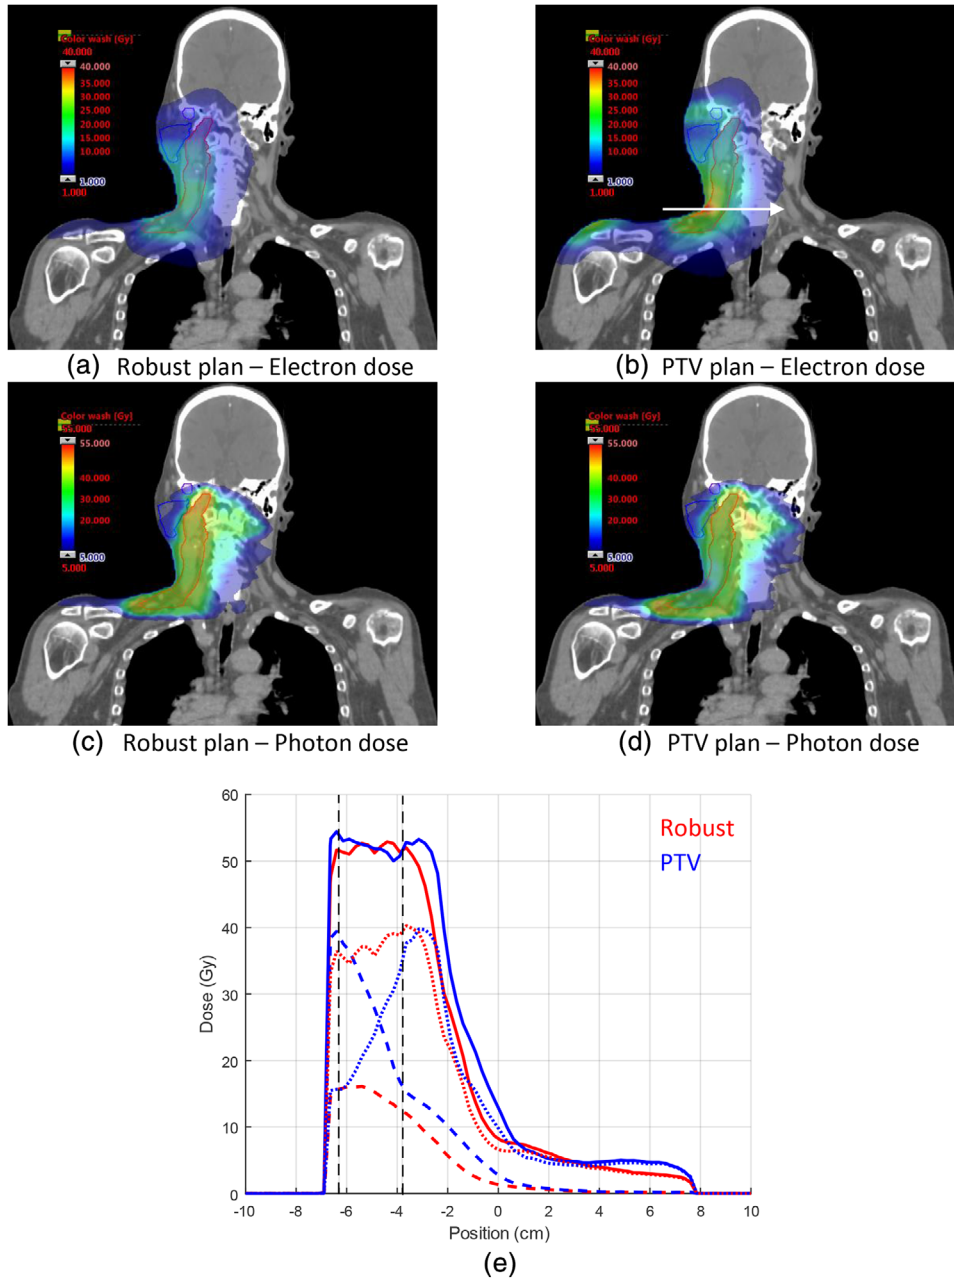 Color wash [Gy]
40.000
40.000
35.000
30.000
25.000
20.000
15.000
10.000
1.000
1.000
(a) Robust plan – Electron dose
Color wash [Gy]
40.000
40.000
35.000
30.000
25.000
20.000
15.000
10.000
1.000
1.000
(b) PTV plan – Electron dose
Color wash [Gy]
55.000
40.000
30.000
20.000
5.000
5.000
(c) Robust plan – Photon dose
Color wash [Gy]
55.000
40.000
30.000
20.000
5.000
5.000
(d) PTV plan – Photon dose
60
50
40
30
20
10
0
Dose (Gy)
Robust
PTV
-10 -8 -6 -4 -2 0 2 4 6 8 10
Position (cm)
(e)